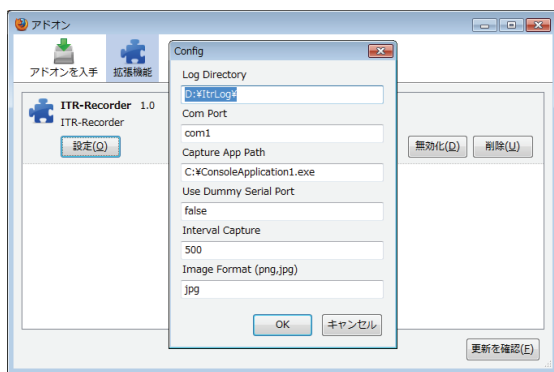 アドオン
アドオンを入手
拡張機能
ITR-Recorder 1.0
ITR-Recorder
設定(O)
無効化(D)
削除(U)
更新を確認(F)
Config
Log Directory
D:¥ItrLog¥
Com Port
com1
Capture App Path
C:¥ConsoleApplication1.exe
Use Dummy Serial Port
false
Interval Capture
500
Image Format (png,jpg)
jpg
OK
キャンセル